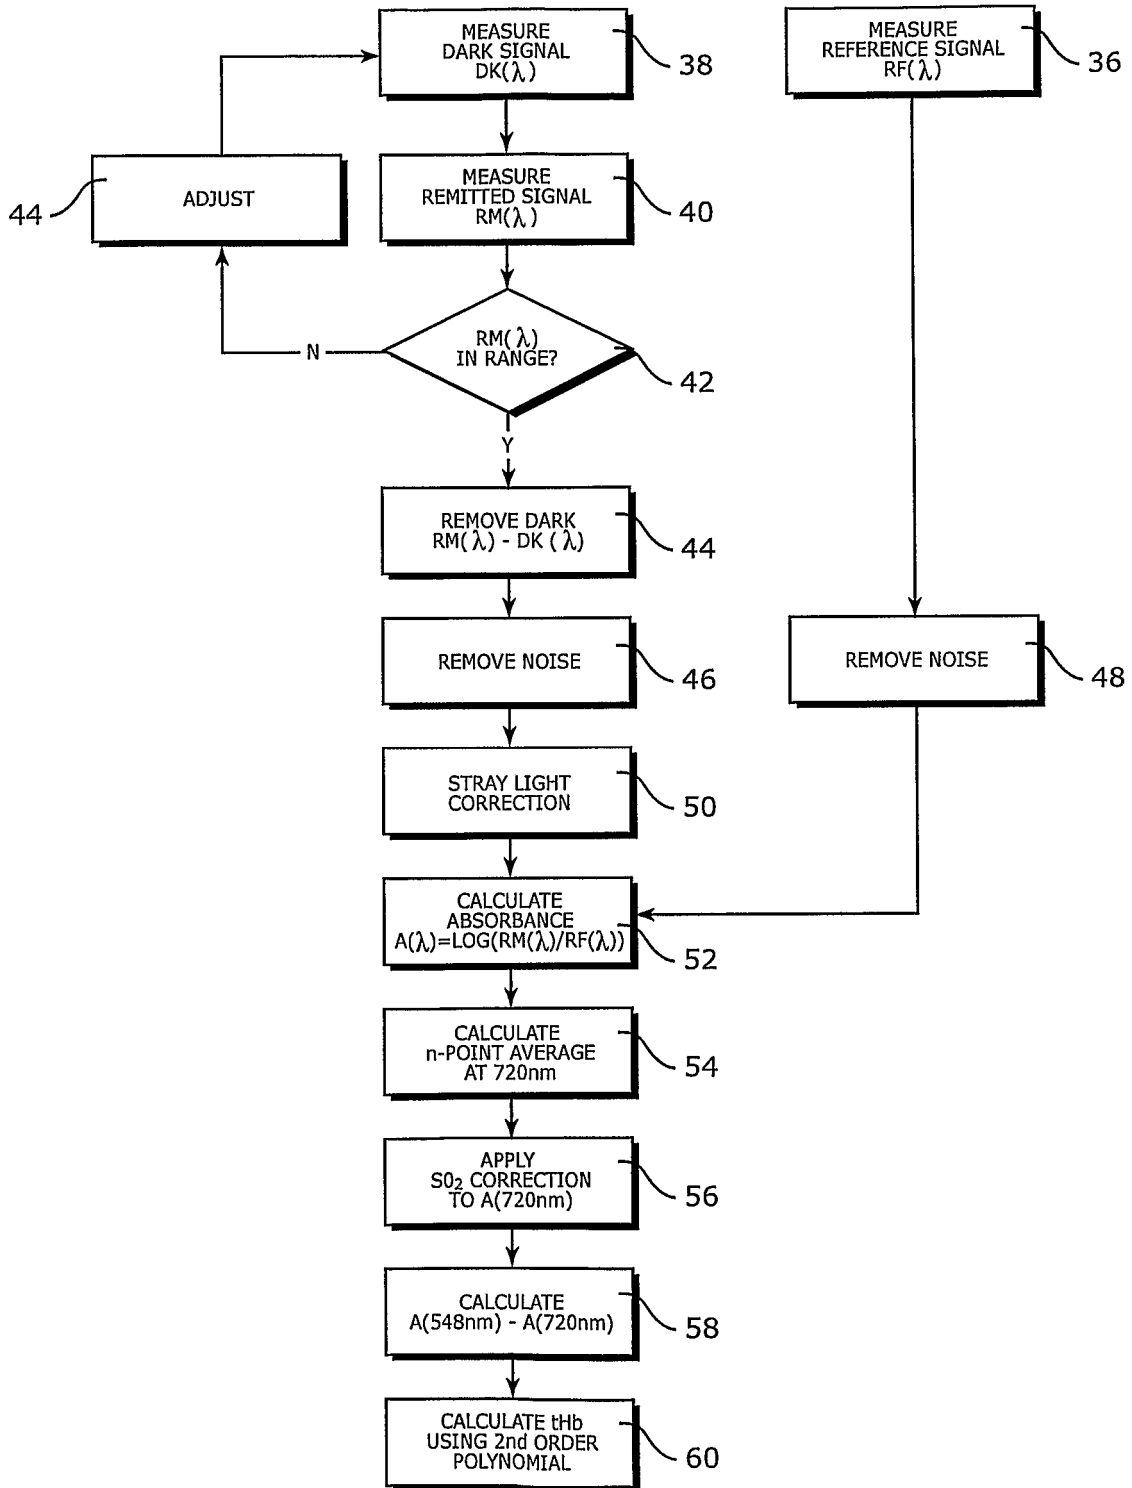 MEASURE
DARK SIGNAL
DK(λ)
38
MEASURE
REFERENCE SIGNAL
RF(λ)
36
44
ADJUST
MEASURE
REMITTED SIGNAL
RM(λ)
40
N
RM(λ)
IN RANGE?
42
Y
REMOVE DARK
RM(λ) - DK (λ)
44
REMOVE NOISE
46
REMOVE NOISE
48
STRAY LIGHT
CORRECTION
50
CALCULATE
ABSORBANCE
A(λ)=LOG(RM(λ)/RF(λ))
52
CALCULATE
n-POINT AVERAGE
AT 720nm
54
APPLY
SO₂ CORRECTION
TO A(720nm)
56
CALCULATE
A(548nm) - A(720nm)
58
CALCULATE tHb
USING 2nd ORDER
POLYNOMIAL
60